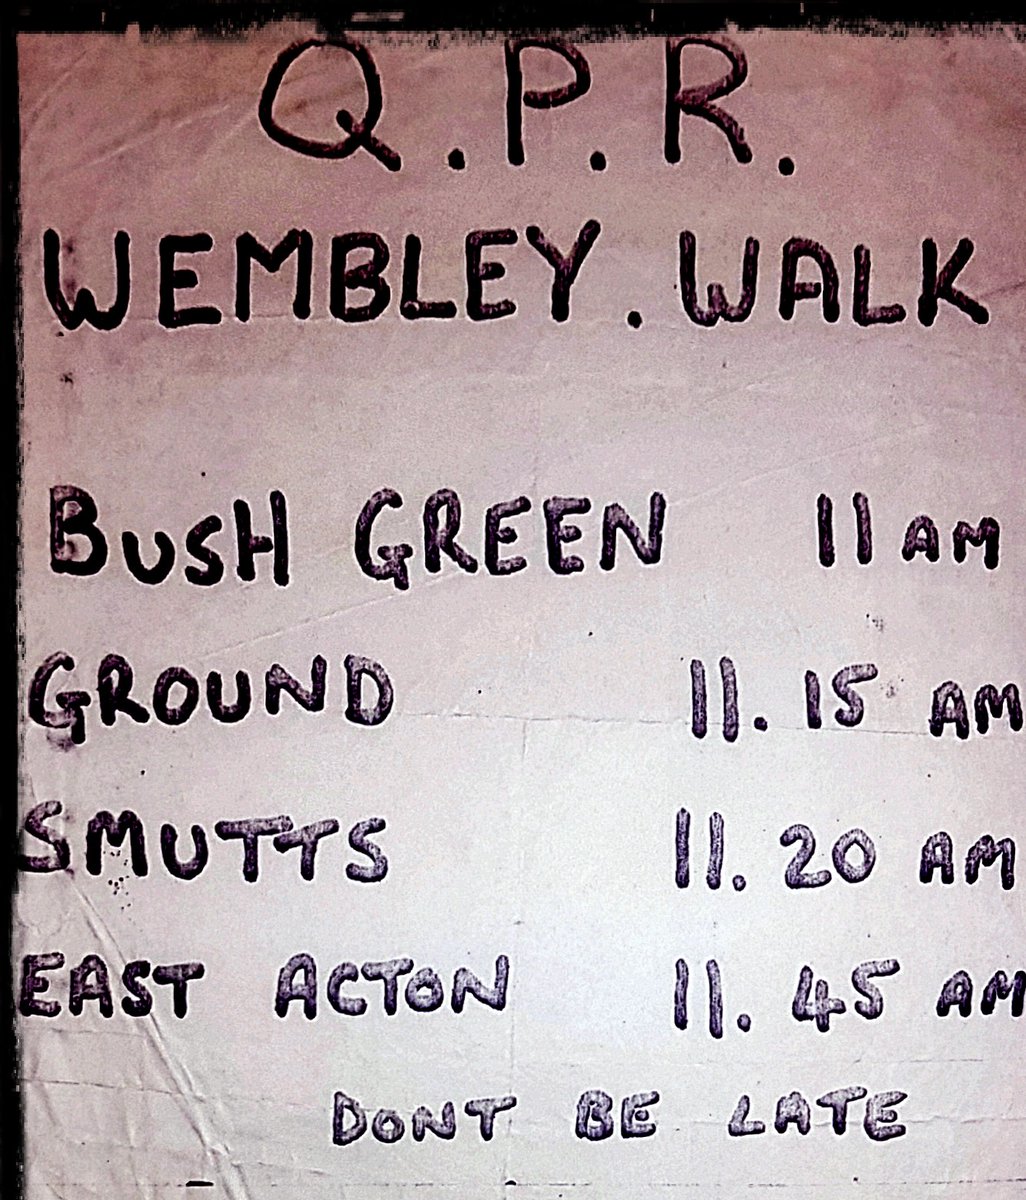 Q.P.R.
WEMBLEY.WALK
BUSH GREEN 11 AM
GROUND 11.15 AM
SMUTTS 11.20 AM
EAST ACTON 11.45 AM
DONT BE LATE